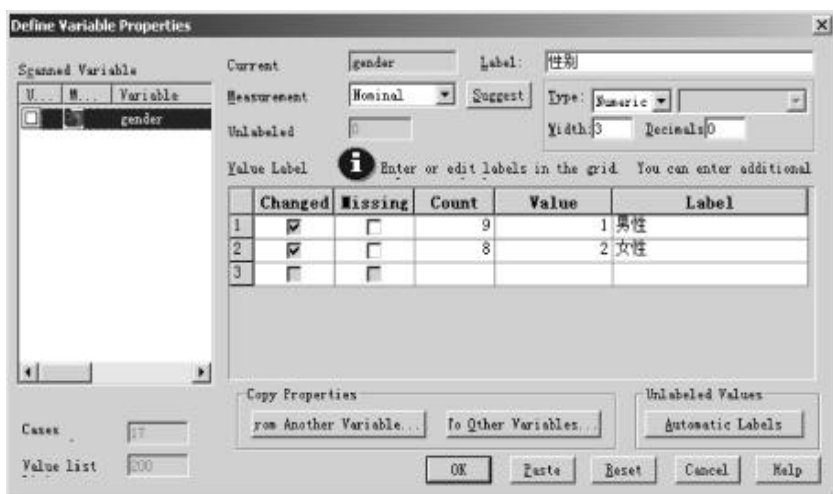 Define Variable Properties
Scanned Variable
U... M... Variable
gender
Cases 17
Value list 200
Current gender Label: 性别
Measurement Nominal Suggest Type: Numeric
Unlabeled 0 Width: 3 Decimals 0
Value Label Enter or edit labels in the grid You can enter additional
Changed Missing Count Value Label
1 9 1 男性
2 8 2 女性
3
Copy Properties
rom Another Variable... To Other Variables...
Unlabeled Values
Automatic Labels
OK Paste Reset Cancel Help